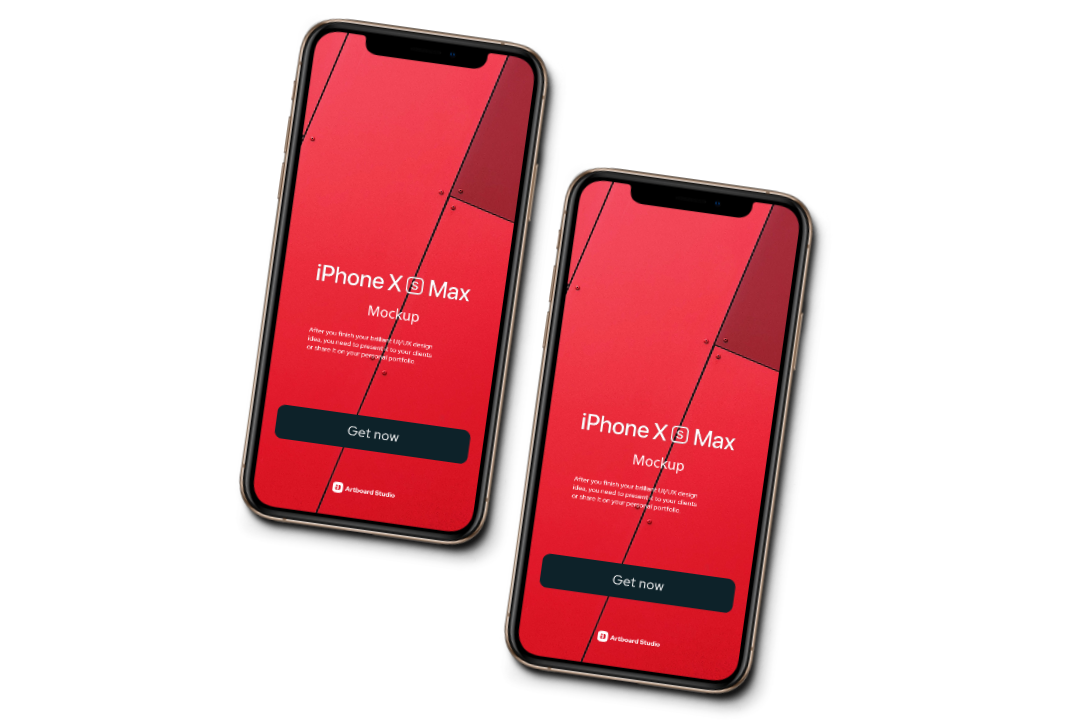 iPhone X S Max
Mockup
After you finish your brilliant UI/UX design
idea, you need to present it to your clients
or share it on your personal portfolio
Get now
Artboard Studio
iPhone X S Max
Mockup
After you finish your brilliant UI/UX design
idea, you need to present it to your clients
or share it on your personal portfolio
Get now
Artboard Studio